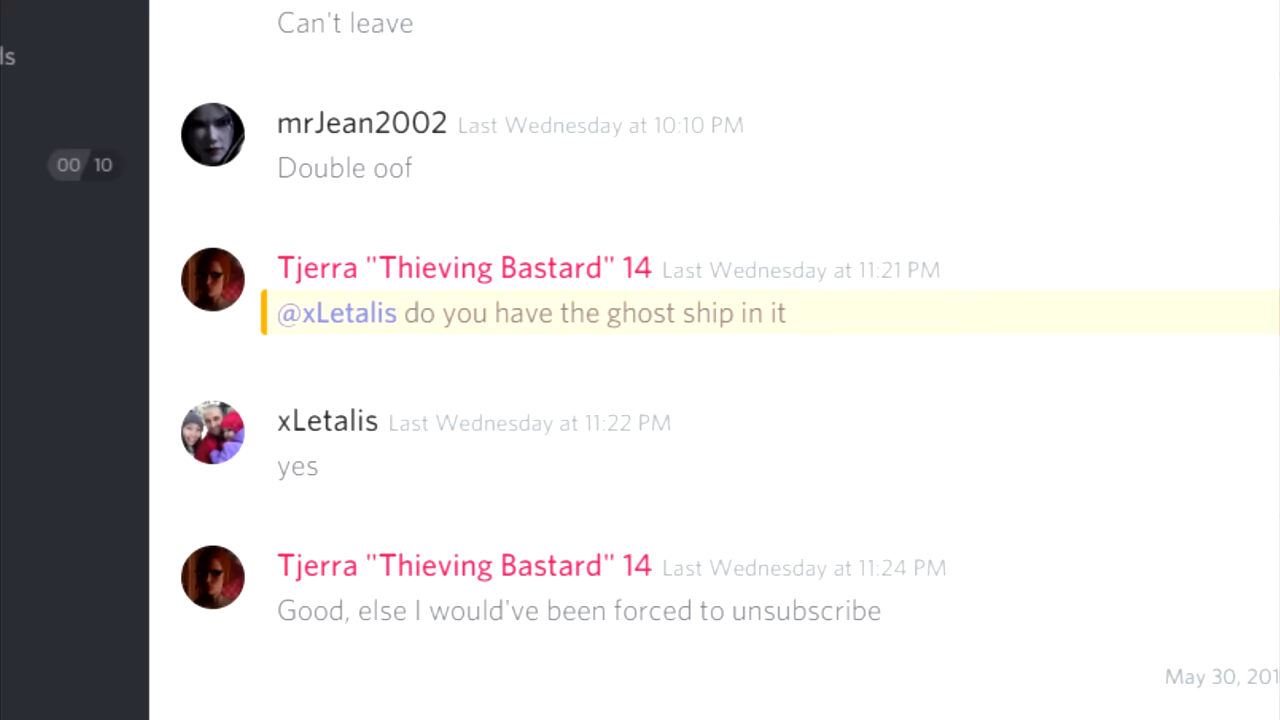 Can't leave
ls
mrJean2002 Last Wednesday at 10:10 PM
00 10
Double oof
Tjerra "Thieving Bastard" 14 Last Wednesday at 11:21 PM
@xLetalis do you have the ghost ship in it
xLetalis Last Wednesday at 11:22 PM
yes
Tjerra "Thieving Bastard" 14 Last Wednesday at 11:24 PM
Good, else I would've been forced to unsubscribe
May 30, 201